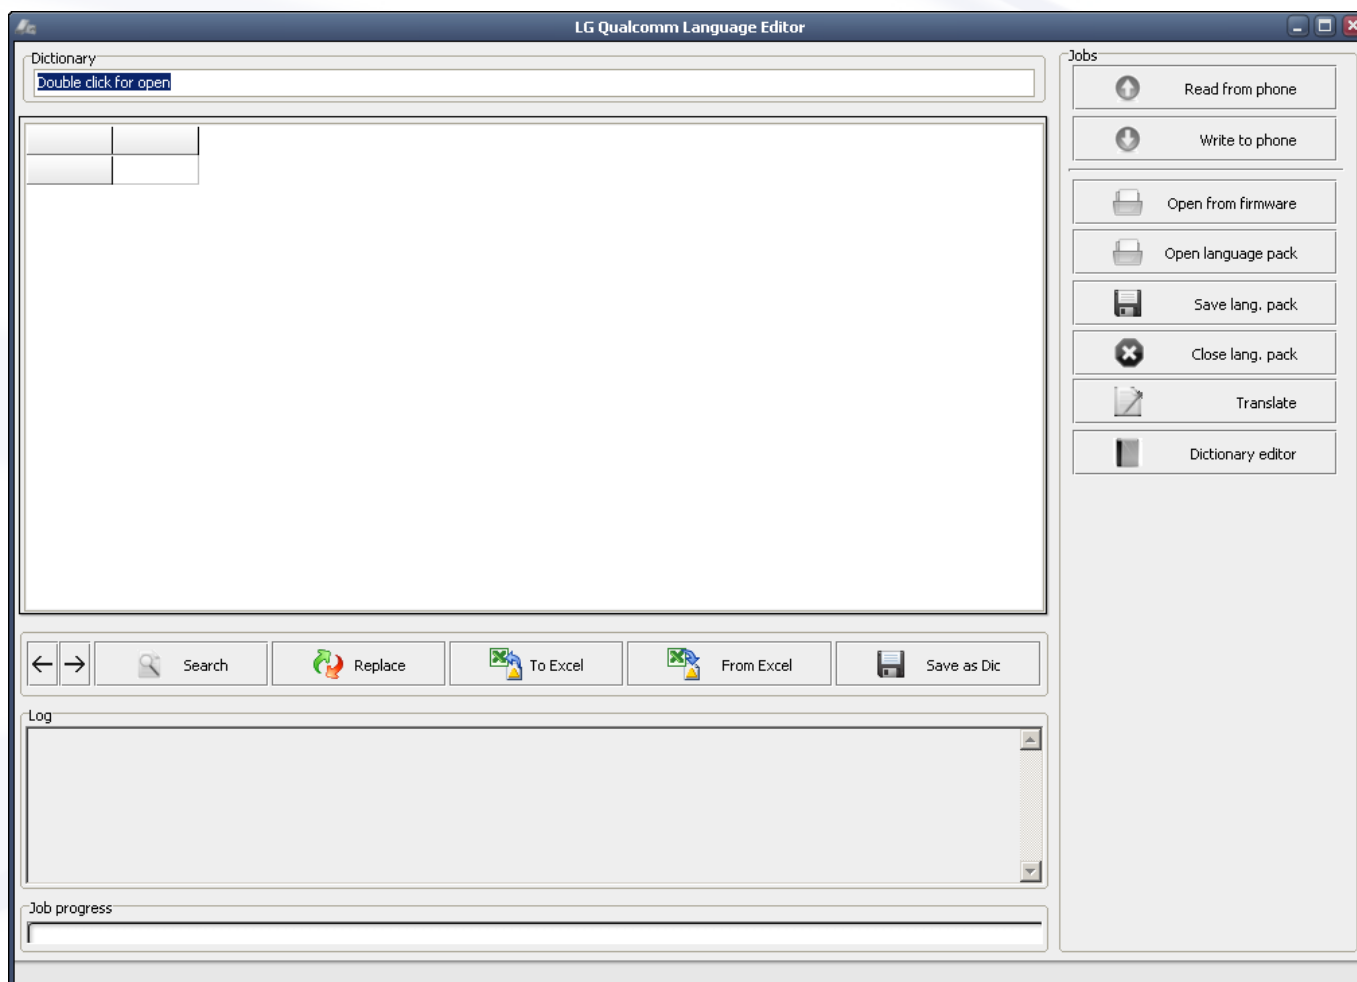 LG Qualcomm Language Editor
Dictionary
Double click for open
Jobs
Read from phone
Write to phone
Open from firmware
Open language pack
Save lang. pack
Close lang. pack
Translate
Dictionary editor
Search
Replace
To Excel
From Excel
Save as Dic
Log
Job progress